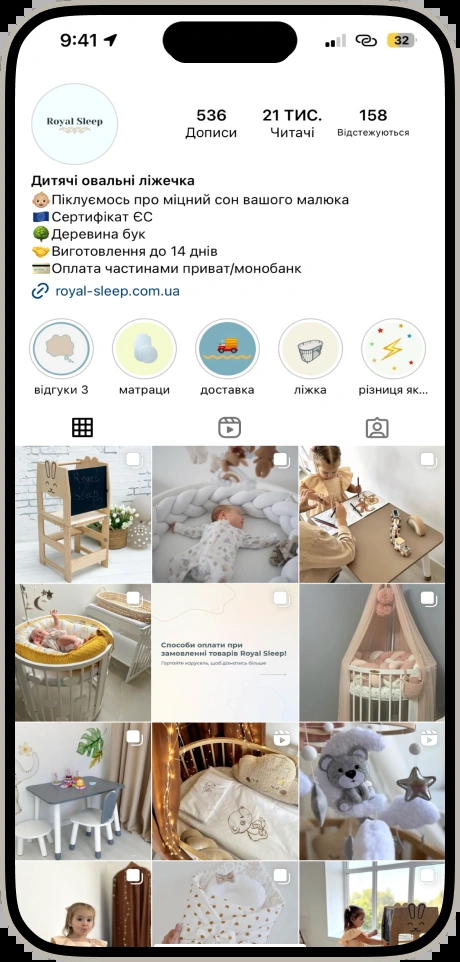 9:41
32
Royal Sleep
536
21 ТИС.
158
Дописи
Читачі
Відстежуються
Дитячі овальні ліжечка
Піклуємось про міцний сон вашого малюка
Сертифікат ЄС
Деревина бук
Виготовлення до 14 днів
Оплата частинами приват/монобанк
royal-sleep.com.ua
відгуки 3
матраци
доставка
ліжка
різниця як...
Royal
Sleep
Способи оплати при
замовленні товарів Royal Sleep!
Гортайте карусель, щоб дізнатись більше